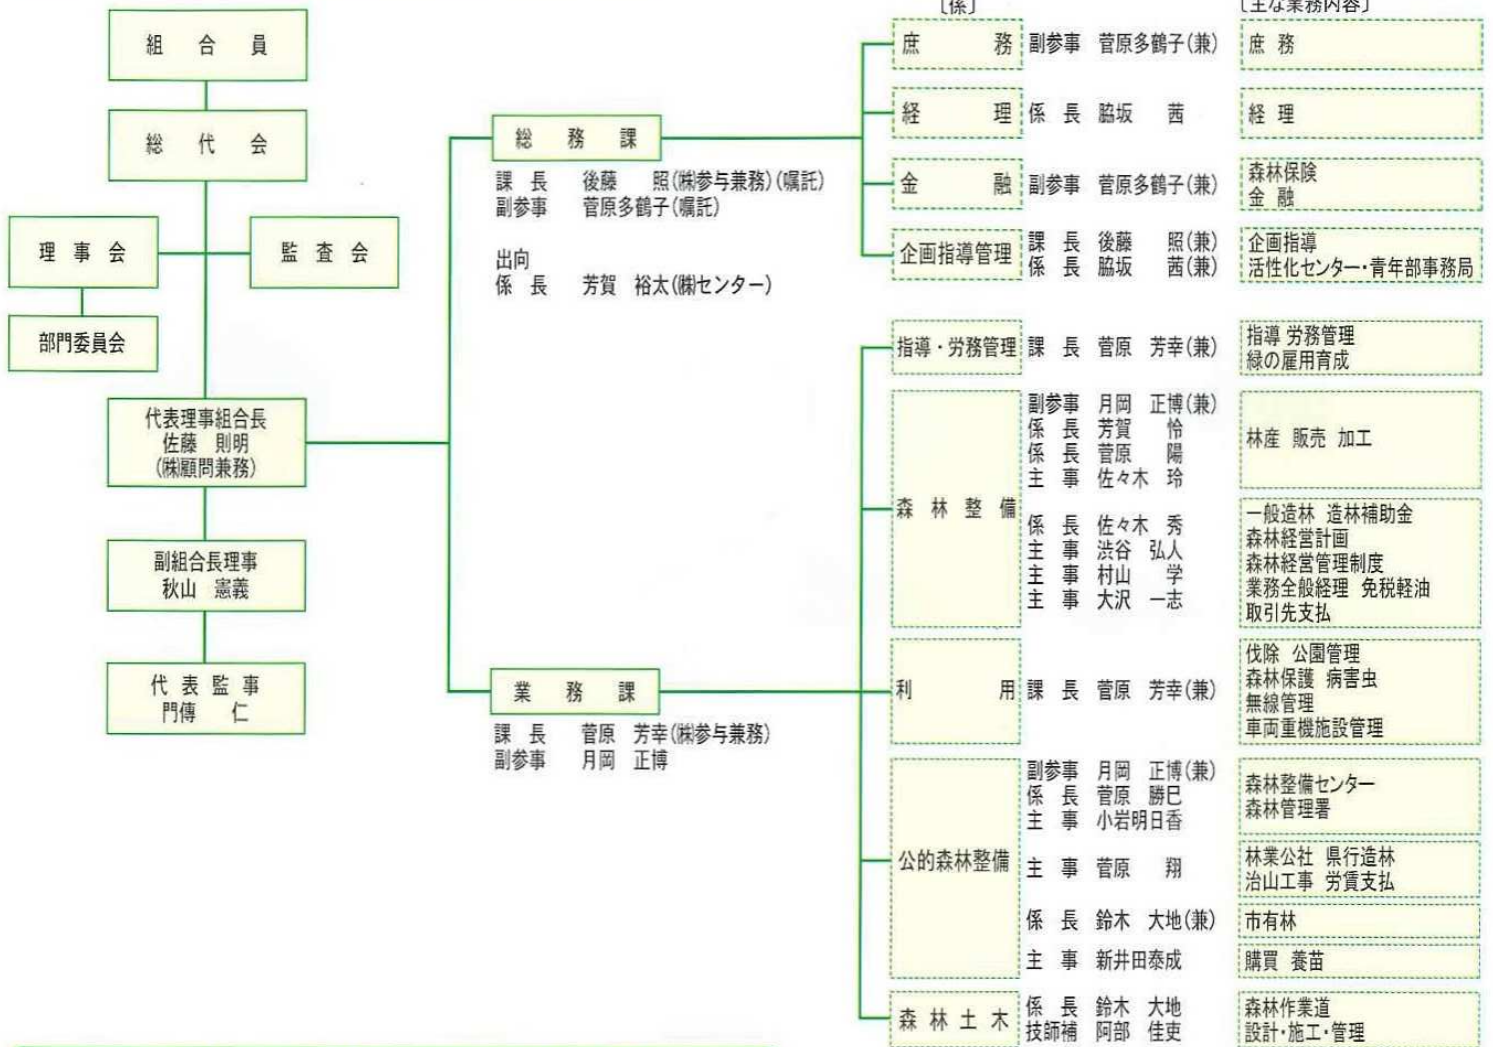 〔係〕
〔主な業務内容〕
組合員
総代会
理事会
監査会
部門委員会
代表理事組合長
佐藤 則明
(㈱顧問兼務)
副組合長理事
秋山 憲義
代表監事
門傳 仁
総務課
課長 後藤 照(㈱参与兼務)(嘱託)
副参事 菅原多鶴子(嘱託)
出向
係長 芳賀 裕太(㈱センター)
業務課
課長 菅原 芳幸(㈱参与兼務)
副参事 月岡 正博
庶務 副参事 菅原多鶴子(兼) 庶務
経理 係長 脇坂 茜 経理
金融 副参事 菅原多鶴子(兼) 森林保険
金融
企画指導管理 課長 後藤 照(兼) 企画指導
係長 脇坂 茜(兼) 活性化センター・青年部事務局
指導・労務管理 課長 菅原 芳幸(兼) 指導 労務管理
緑の雇用育成
森林整備
副参事 月岡 正博(兼)
係長 芳賀 怜
係長 菅原 陽
主事 佐々木 玲
林産 販売 加工
係長 佐々木 秀
主事 渋谷 弘人
主事 村山 学
主事 大沢 一志
一般造林 造林補助金
森林経営計画
森林経営管理制度
業務全般経理 免税軽油
取引先支払
利用 課長 菅原 芳幸(兼)
伐除 公園管理
森林保護 病害虫
無線管理
車両重機施設管理
公的森林整備
副参事 月岡 正博(兼)
係長 菅原 勝巳
主事 小岩明日香
森林整備センター
森林管理署
主事 菅原 翔
林業公社 県行造林
治山工事 労賃支払
係長 鈴木 大地(兼) 市有林
主事 新井田泰成 購買 養苗
森林土木
係長 鈴木 大地
技師補 阿部 佳吏
森林作業道
設計・施工・管理